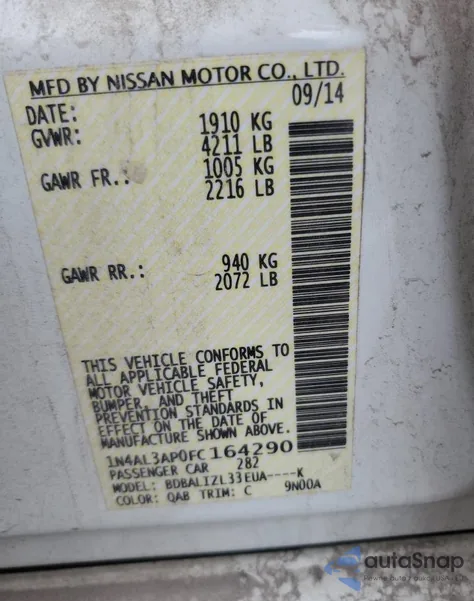 MFD BY NISSAN MOTOR CO., LTD.
DATE: 09/14
GVWR: 1910 KG
4211 LB
GAWR FR.: 1005 KG
2216 LB
GAWR RR.: 940 KG
2072 LB
THIS VEHICLE CONFORMS TO
ALL APPLICABLE FEDERAL
MOTOR VEHICLE SAFETY,
BUMPER, AND THEFT
PREVENTION STANDARDS IN
EFFECT ON THE DATE OF
MANUFACTURE SHOWN ABOVE.
1N4AL3AP0FC164290
PASSENGER CAR 282
MODEL: BDBALIZL33EUA----K
COLOR: QAB TRIM: C 9N00A
autoSnap